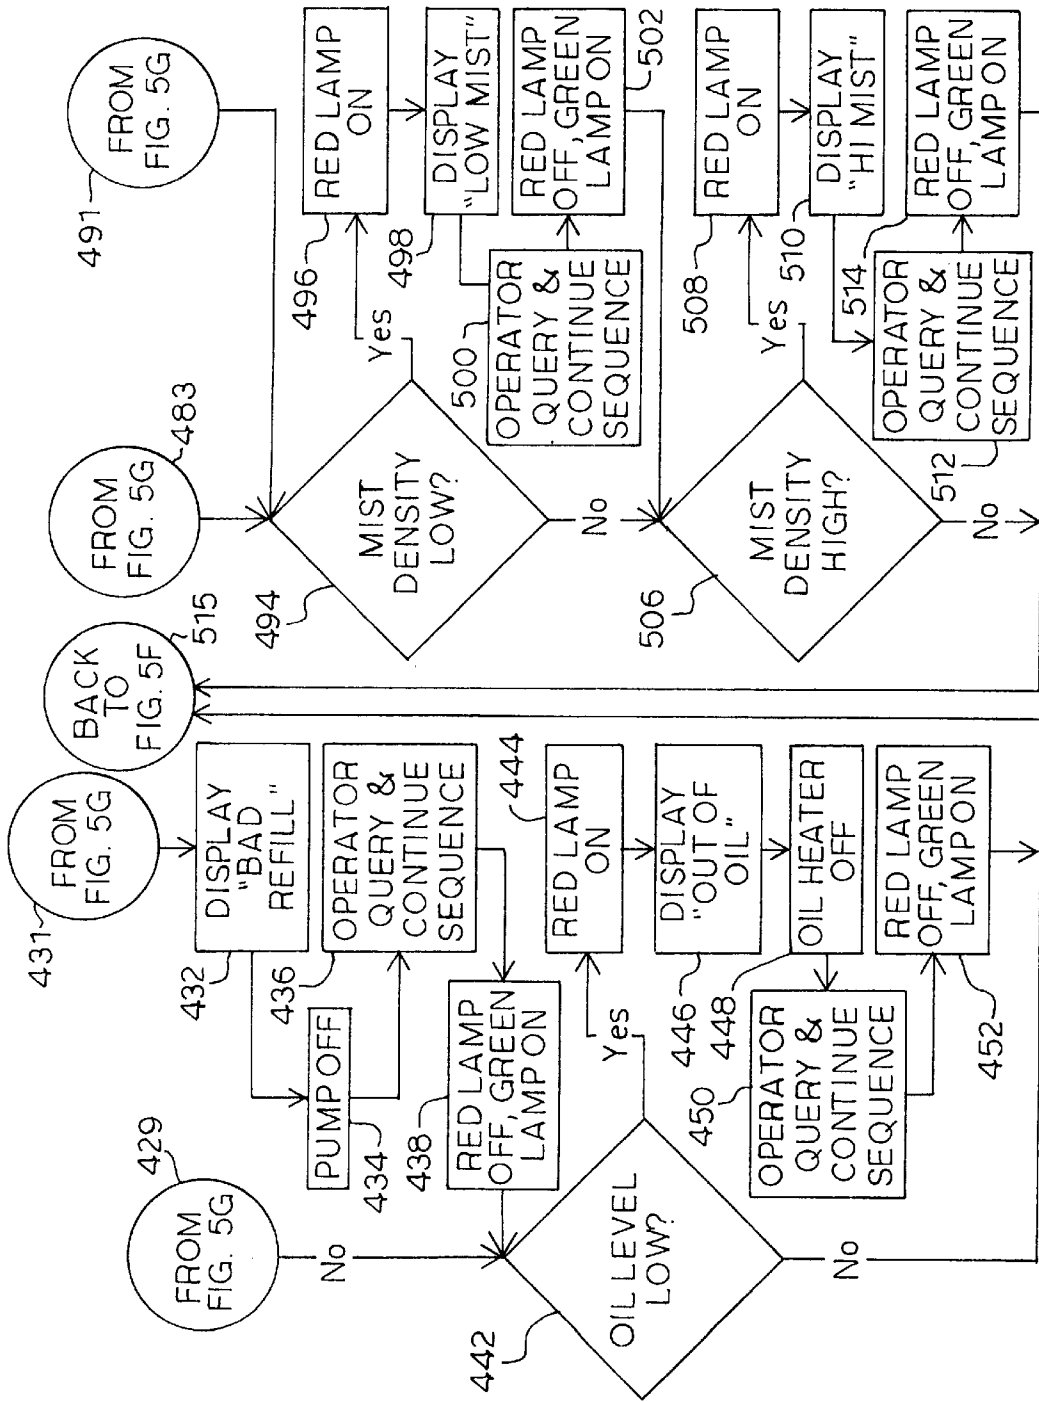 429
FROM
FIG. 5G
No
431
FROM
FIG. 5G
432
DISPLAY
"BAD
REFILL"
434
PUMP OFF
436
OPERATOR
QUERY &
CONTINUE
SEQUENCE
438
RED LAMP
OFF, GREEN
LAMP ON
442
OIL LEVEL
LOW?
Yes
No
444
RED LAMP
ON
446
DISPLAY
"OUT OF
OIL"
448
OIL HEATER
OFF
450
OPERATOR
QUERY &
CONTINUE
SEQUENCE
452
RED LAMP
OFF, GREEN
LAMP ON
BACK
TO
FIG. 5F
515
FROM
FIG. 5G
483
FROM
FIG. 5G
491
494
MIST
DENSITY
LOW?
Yes
No
496
RED LAMP
ON
498
DISPLAY
"LOW MIST"
500
OPERATOR
QUERY &
CONTINUE
SEQUENCE
RED LAMP
OFF, GREEN
LAMP ON
502
506
MIST
DENSITY
HIGH?
Yes
No
508
RED LAMP
ON
510
DISPLAY
"HI MIST"
512
OPERATOR
QUERY &
CONTINUE
SEQUENCE
514
RED LAMP
OFF, GREEN
LAMP ON